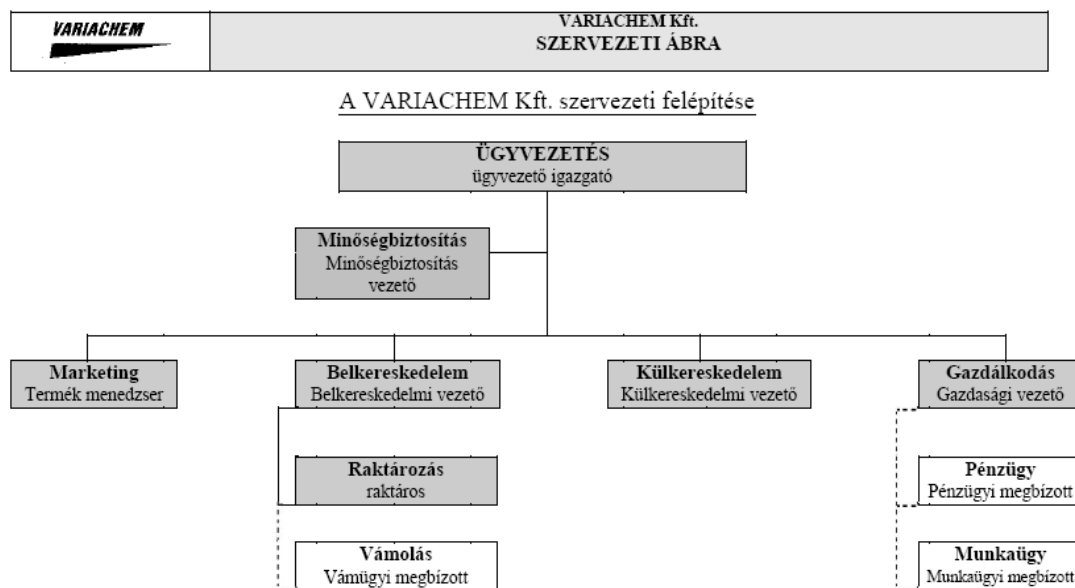 VARIACHEM
VARIACHEM Kft.
SZERVEZETI ÁBRA
A VARIACHEM Kft. szervezeti felépítése
ÜGYVEZETÉS
ügyvezető igazgató
Minőségbiztosítás
Minőségbiztosítás
vezető
Marketing
Termék menedzser
Belkereskedelem
Belkereskedelmi vezető
Külkereskedelem
Külkereskedelmi vezető
Gazdálkodás
Gazdasági vezető
Raktározás
raktáros
Pénzügy
Pénzügyi megbízott
Vámolás
Vámügyi megbízott
Munkaügy
Munkaügyi megbízott